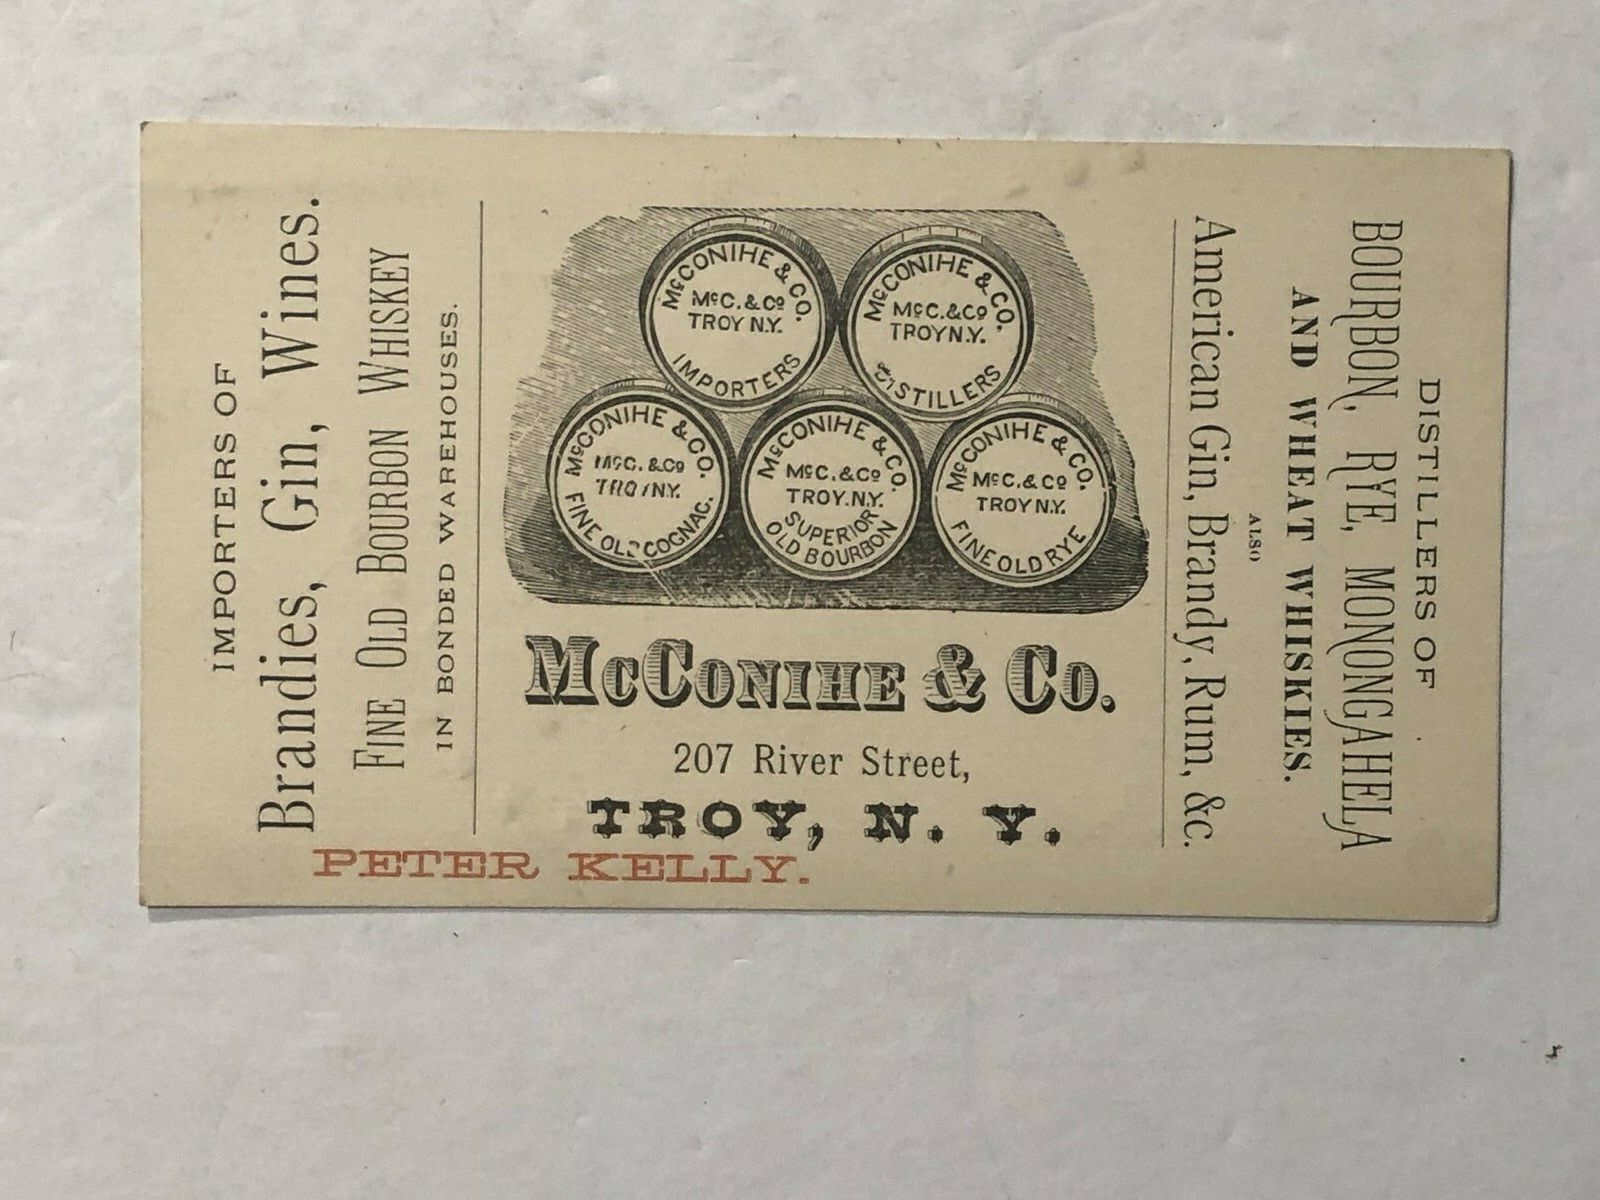 IMPORTERS OF
Brandies, Gin, Wines.
FINE OLD BOURBON WHISKEY
IN BONDED WAREHOUSES.
McCONIHE & CO.
McC. & Co
TROY N.Y.
IMPORTERS
McCONIHE & CO.
McC. & Co
TROY N.Y.
DISTILLERS
McCONIHE & CO.
McC. & Co
TROY N.Y.
FINE OLD COGNAC.
McCONIHE & CO.
McC. & Co
TROY. N.Y.
SUPERIOR
OLD BOURBON
McCONIHE & CO.
McC. & Co
TROY N.Y.
FINE OLD RYE
McCONIHE & Co.
207 River Street,
TROY, N. Y.
PETER KELLY.
DISTILLERS OF
BOURBON, RYE, MONONGAHELA
AND WHEAT WHISKIES.
ALSO
American Gin, Brandy, Rum, &c.